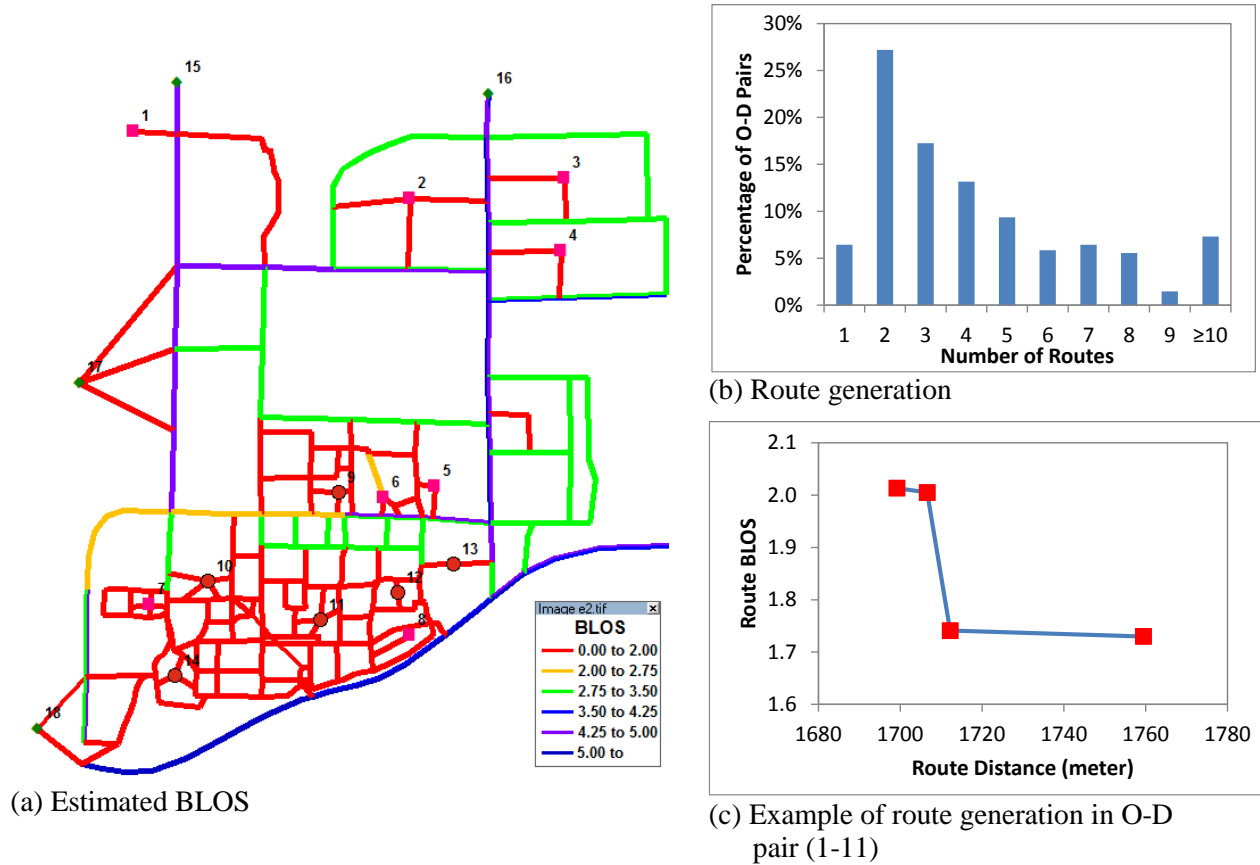 15
16
1
2
3
4
17
9
6
5
13
10
12
7
11
8
14
18
Image e2.tif x
BLOS
0.00 to 2.00
2.00 to 2.75
2.75 to 3.50
3.50 to 4.25
4.25 to 5.00
5.00 to
(a) Estimated BLOS
30%
25%
20%
15%
10%
5%
0%
Percentage of O-D Pairs
1 2 3 4 5 6 7 8 9 ≥10
Number of Routes
(b) Route generation
2.1
2.0
1.9
1.8
1.7
1.6
Route BLOS
1680 1700 1720 1740 1760 1780
Route Distance (meter)
(c) Example of route generation in O-D
pair (1-11)